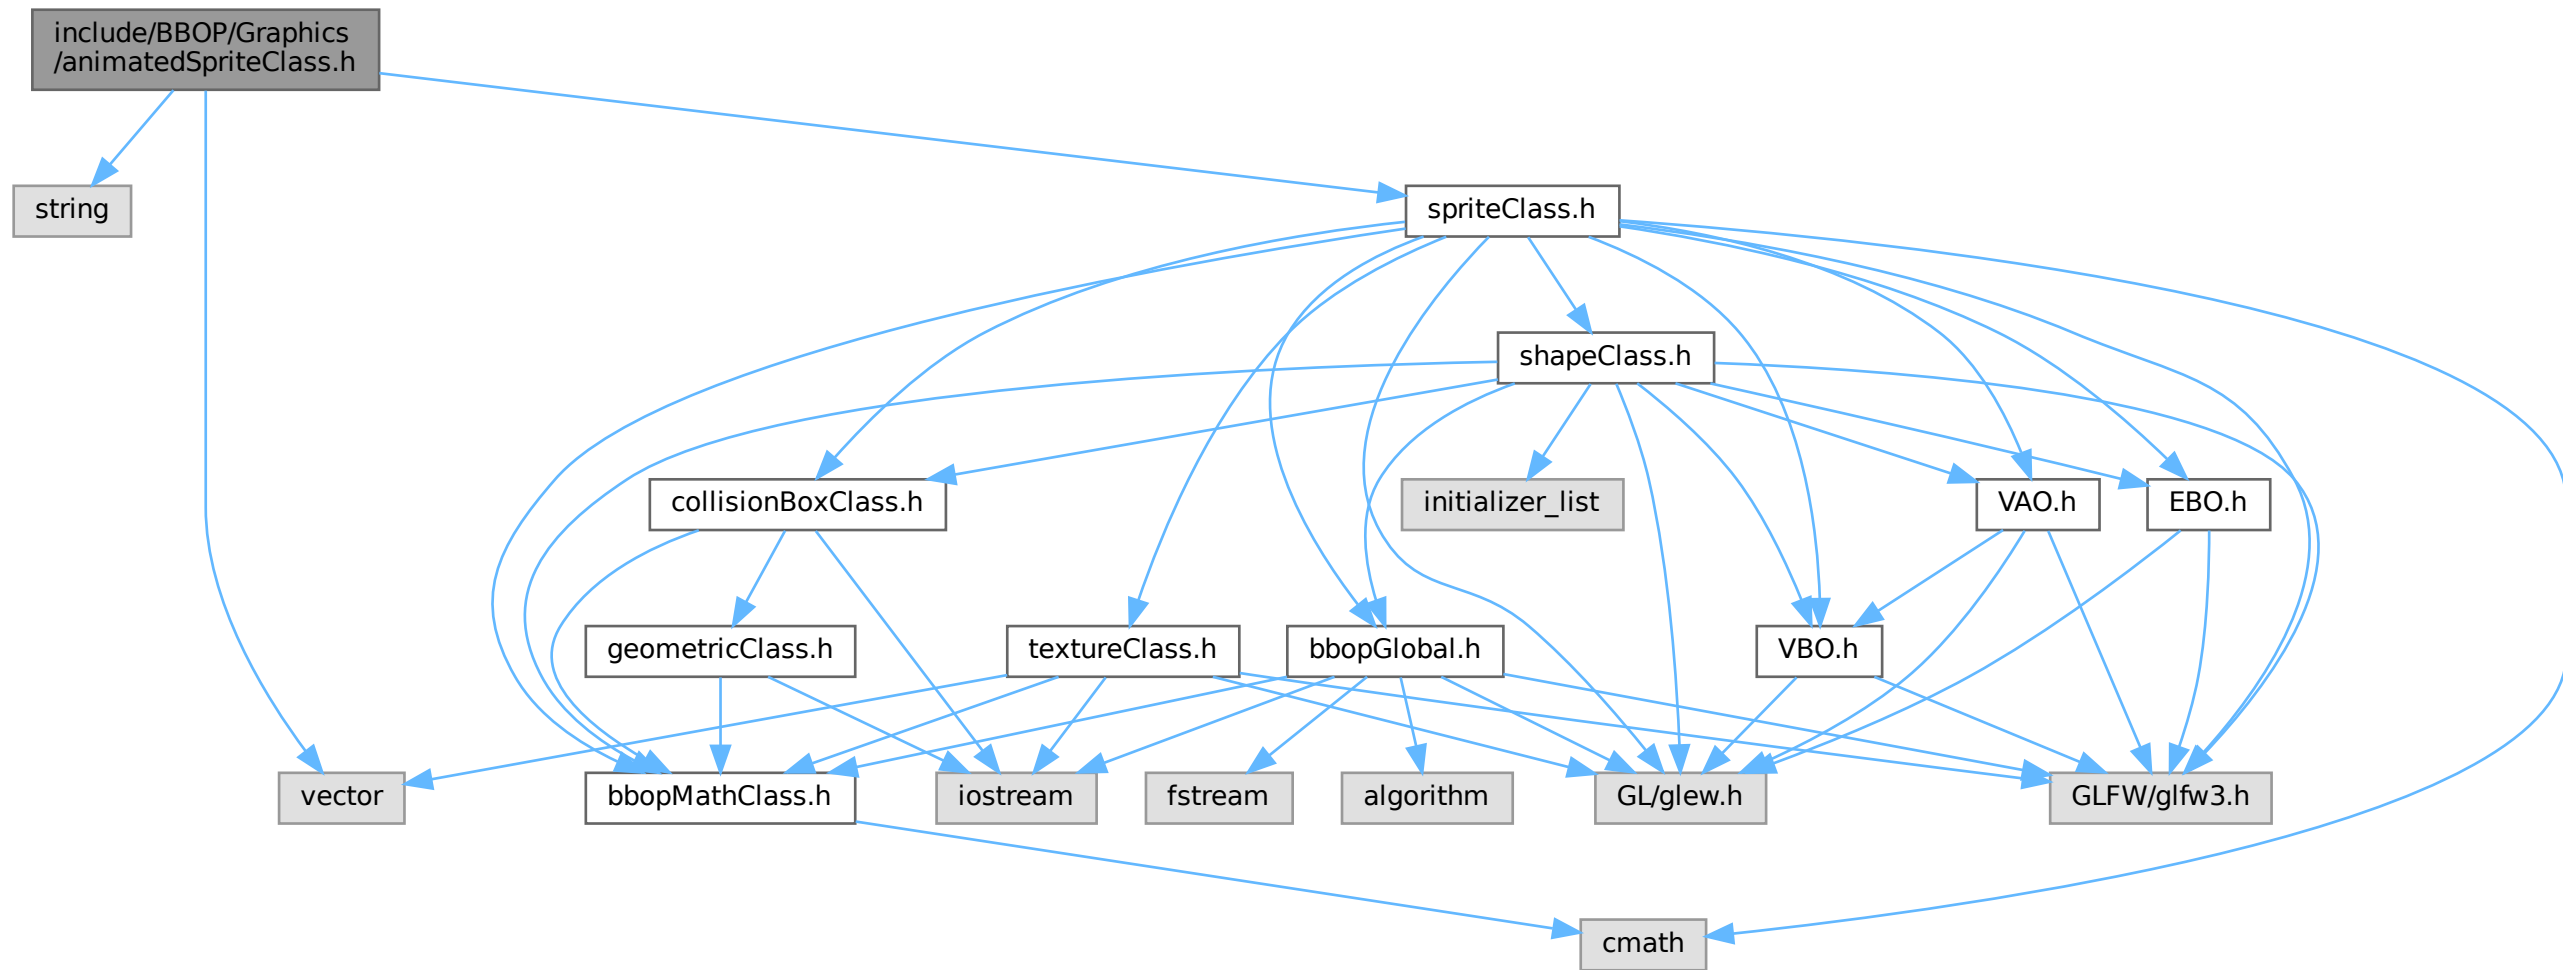 include/BBOP/Graphics
/animatedSpriteClass.h
string
spriteClass.h
shapeClass.h
collisionBoxClass.h
initializer_list
VAO.h
EBO.h
geometricClass.h
textureClass.h
bbopGlobal.h
VBO.h
vector
bbopMathClass.h
iostream
fstream
algorithm
GL/glew.h
GLFW/glfw3.h
cmath